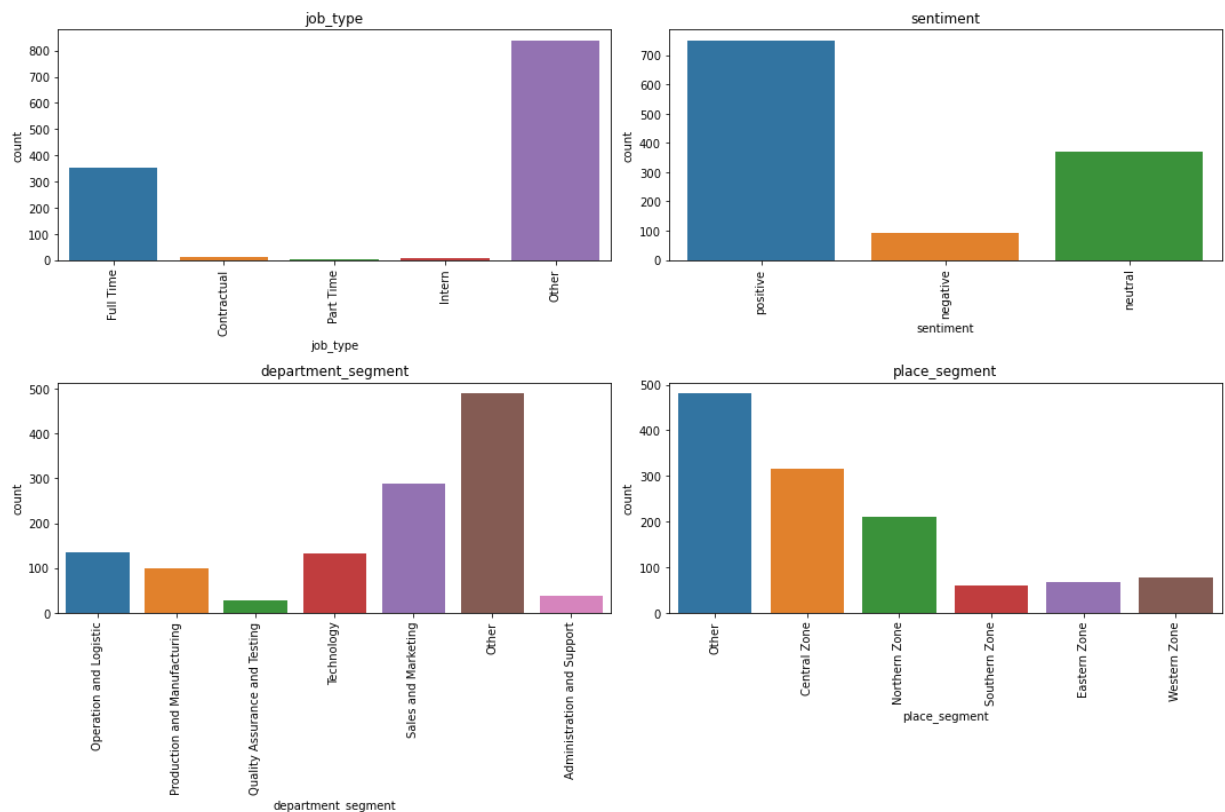 job_type
count
800
700
600
500
400
300
200
100
0
Full Time
Contractual
Part Time
Intern
Other
job_type
sentiment
count
700
600
500
400
300
200
100
0
positive
negative
neutral
sentiment
department_segment
count
500
400
300
200
100
0
Operation and Logistic
Production and Manufacturing
Quality Assurance and Testing
Technology
Sales and Marketing
Other
Administration and Support
department_segment
place_segment
count
500
400
300
200
100
0
Other
Central Zone
Northern Zone
Southern Zone
Eastern Zone
Western Zone
place_segment